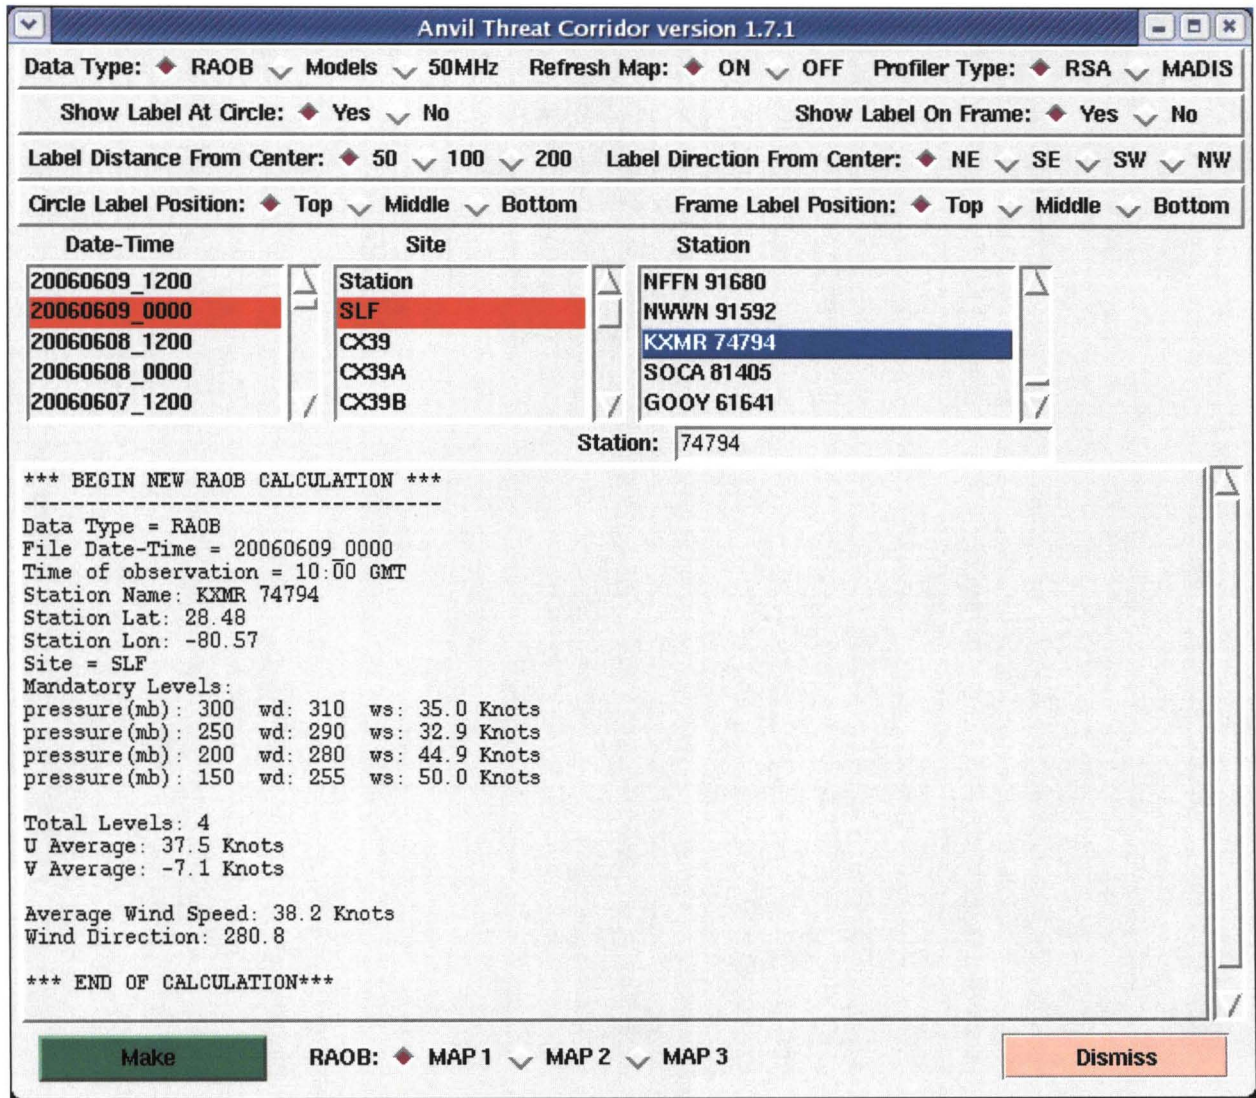 Anvil Threat Corridor version 1.7.1
Data Type: RAOB Models 50MHz Refresh Map: ON OFF Profiler Type: RSA MADIS
Show Label At Circle: Yes No Show Label On Frame: Yes No
Label Distance From Center: 50 100 200 Label Direction From Center: NE SE SW NW
Circle Label Position: Top Middle Bottom Frame Label Position: Top Middle Bottom
Date-Time Site Station
20060609_1200 Station NFFN 91680
20060609_0000 SLF NWWN 91592
20060608_1200 CX39 KXMR 74794
20060608_0000 CX39A SOCA 81405
20060607_1200 CX39B GOOY 61641
Station: 74794
*** BEGIN NEW RAOB CALCULATION ***
-----------------------------------
Data Type = RAOB
File Date-Time = 20060609_0000
Time of observation = 10:00 GMT
Station Name: KXMR 74794
Station Lat: 28.48
Station Lon: -80.57
Site = SLF
Mandatory Levels:
pressure(mb): 300 wd: 310 ws: 35.0 Knots
pressure(mb): 250 wd: 290 ws: 32.9 Knots
pressure(mb): 200 wd: 280 ws: 44.9 Knots
pressure(mb): 150 wd: 255 ws: 50.0 Knots
Total Levels: 4
U Average: 37.5 Knots
V Average: -7.1 Knots
Average Wind Speed: 38.2 Knots
Wind Direction: 280.8
*** END OF CALCULATION***
Make RAOB: MAP 1 MAP 2 MAP 3 Dismiss